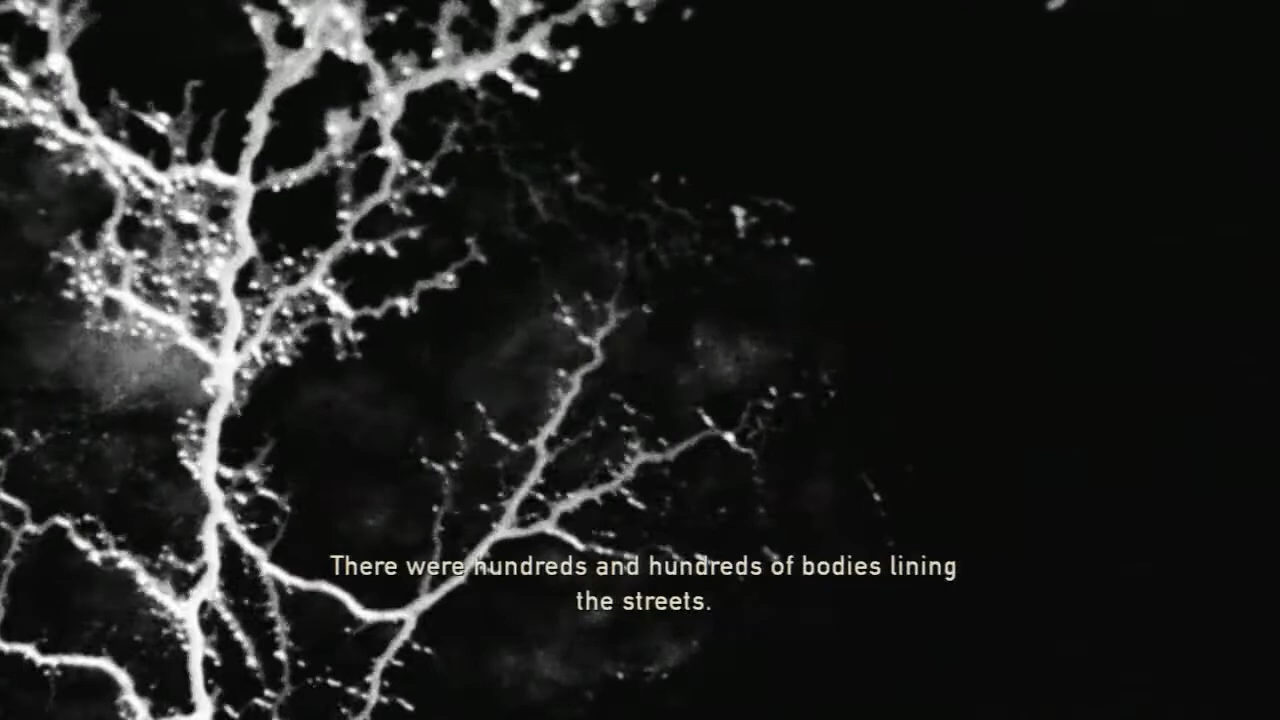 There were hundreds and hundreds of bodies lining
the streets.